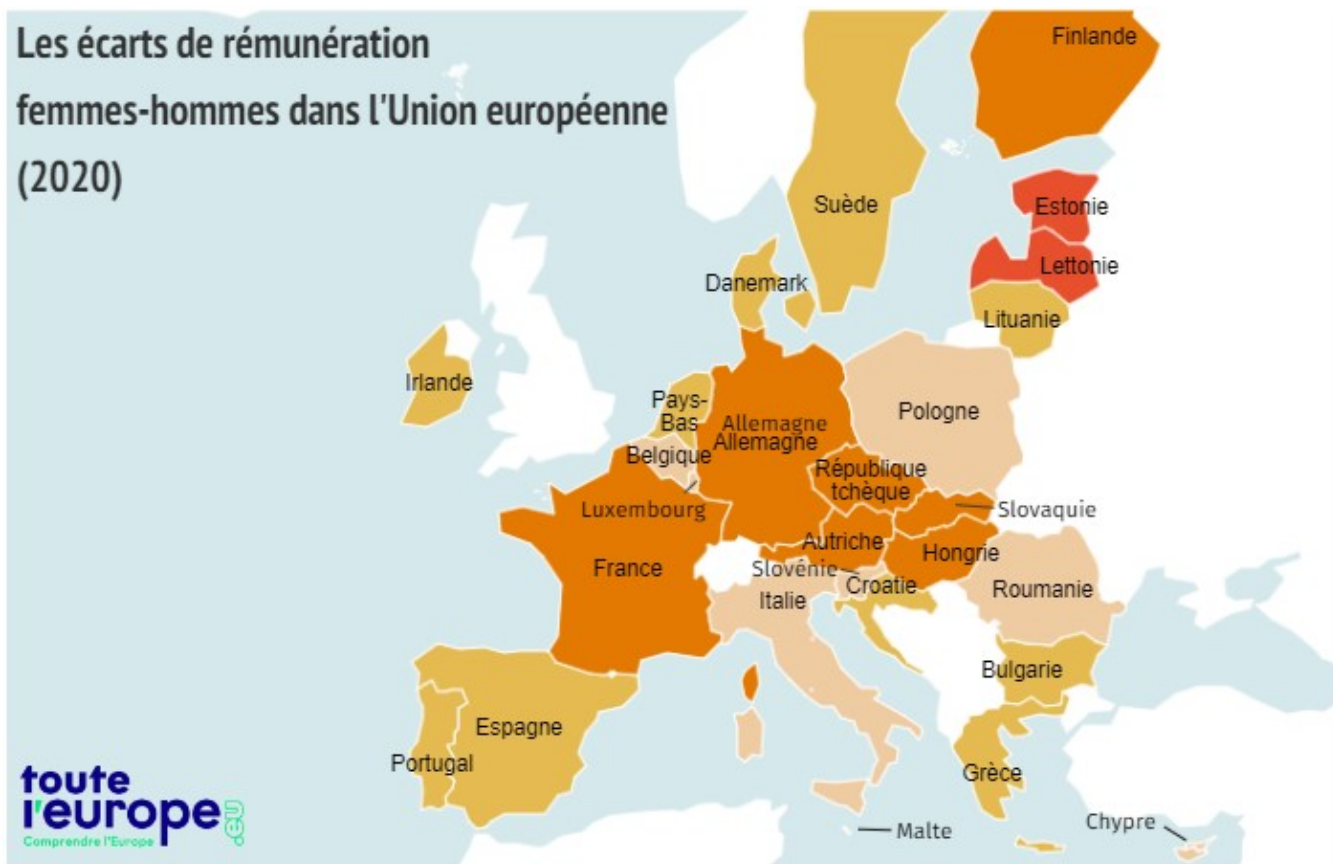 Les écarts de rémunération
femmes-hommes dans l'Union européenne
(2020)
Finlande
Suède
Estonie
Lettonie
Danemark
Lituanie
Irlande
Pays-
Bas
Pologne
Allemagne
Allemagne
Belgique
République
tchèque
Luxembourg
Slovaquie
Autriche
Hongrie
France
Slovénie
Croatie
Italie
Roumanie
Bulgarie
Espagne
Portugal
Grèce
toute
l'europe
.eu
Comprendre l'Europe
Malte
Chypre